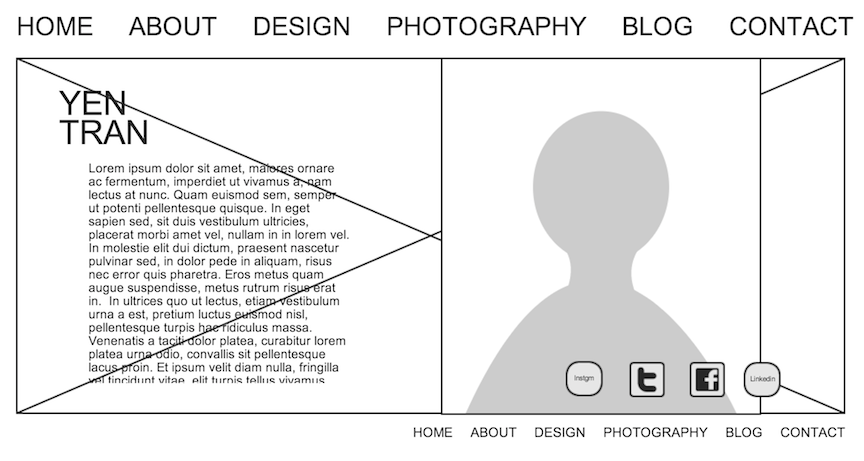 HOME ABOUT DESIGN PHOTOGRAPHY BLOG CONTACT
YEN
TRAN
Lorem ipsum dolor sit amet, maiores ornare
ac fermentum, imperdiet ut vivamus a, nam
lectus at nunc. Quam euismod sem, semper
ut potenti pellentesque quisque. In eget
sapien sed, sit duis vestibulum ultricies,
placerat morbi amet vel, nullam in in lorem vel.
In molestie elit dui dictum, praesent nascetur
pulvinar sed, in dolor pede in aliquam, risus
nec error quis pharetra. Eros metus quam
augue suspendisse, metus rutrum risus erat
in.  In ultrices quo ut lectus, etiam vestibulum
urna a est, pretium luctus euismod nisl,
pellentesque turpis hac ridiculus massa.
Venenatis a taciti dolor platea, curabitur lorem
platea urna odio, convallis sit pellentesque
lacus proin. Et ipsum velit diam nulla, fringilla
vel tincidunt vitae, elit turpis tellus vivamus
Instgm
Linkedin
HOME ABOUT DESIGN PHOTOGRAPHY BLOG CONTACT